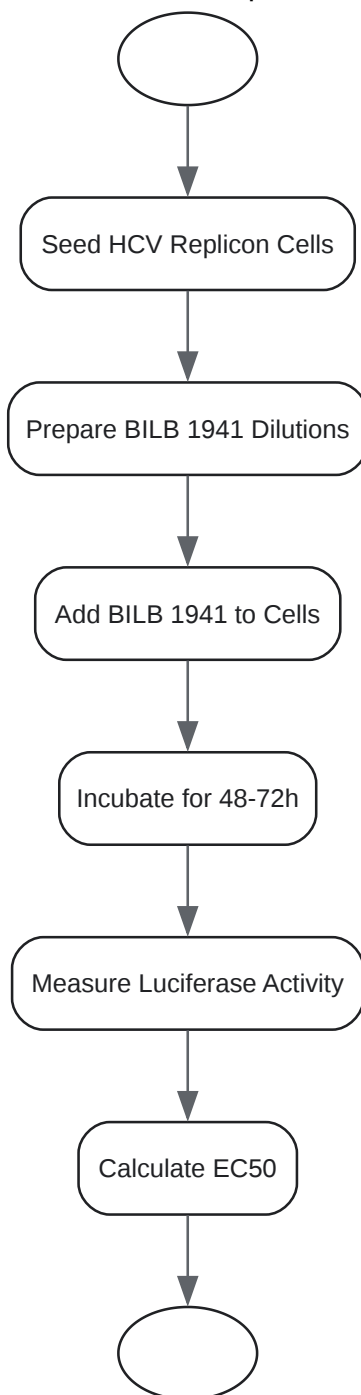 Seed HCV Replicon Cells
Prepare BILB 1941 Dilutions
Add BILB 1941 to Cells
Incubate for 48-72h
Measure Luciferase Activity
Calculate EC50